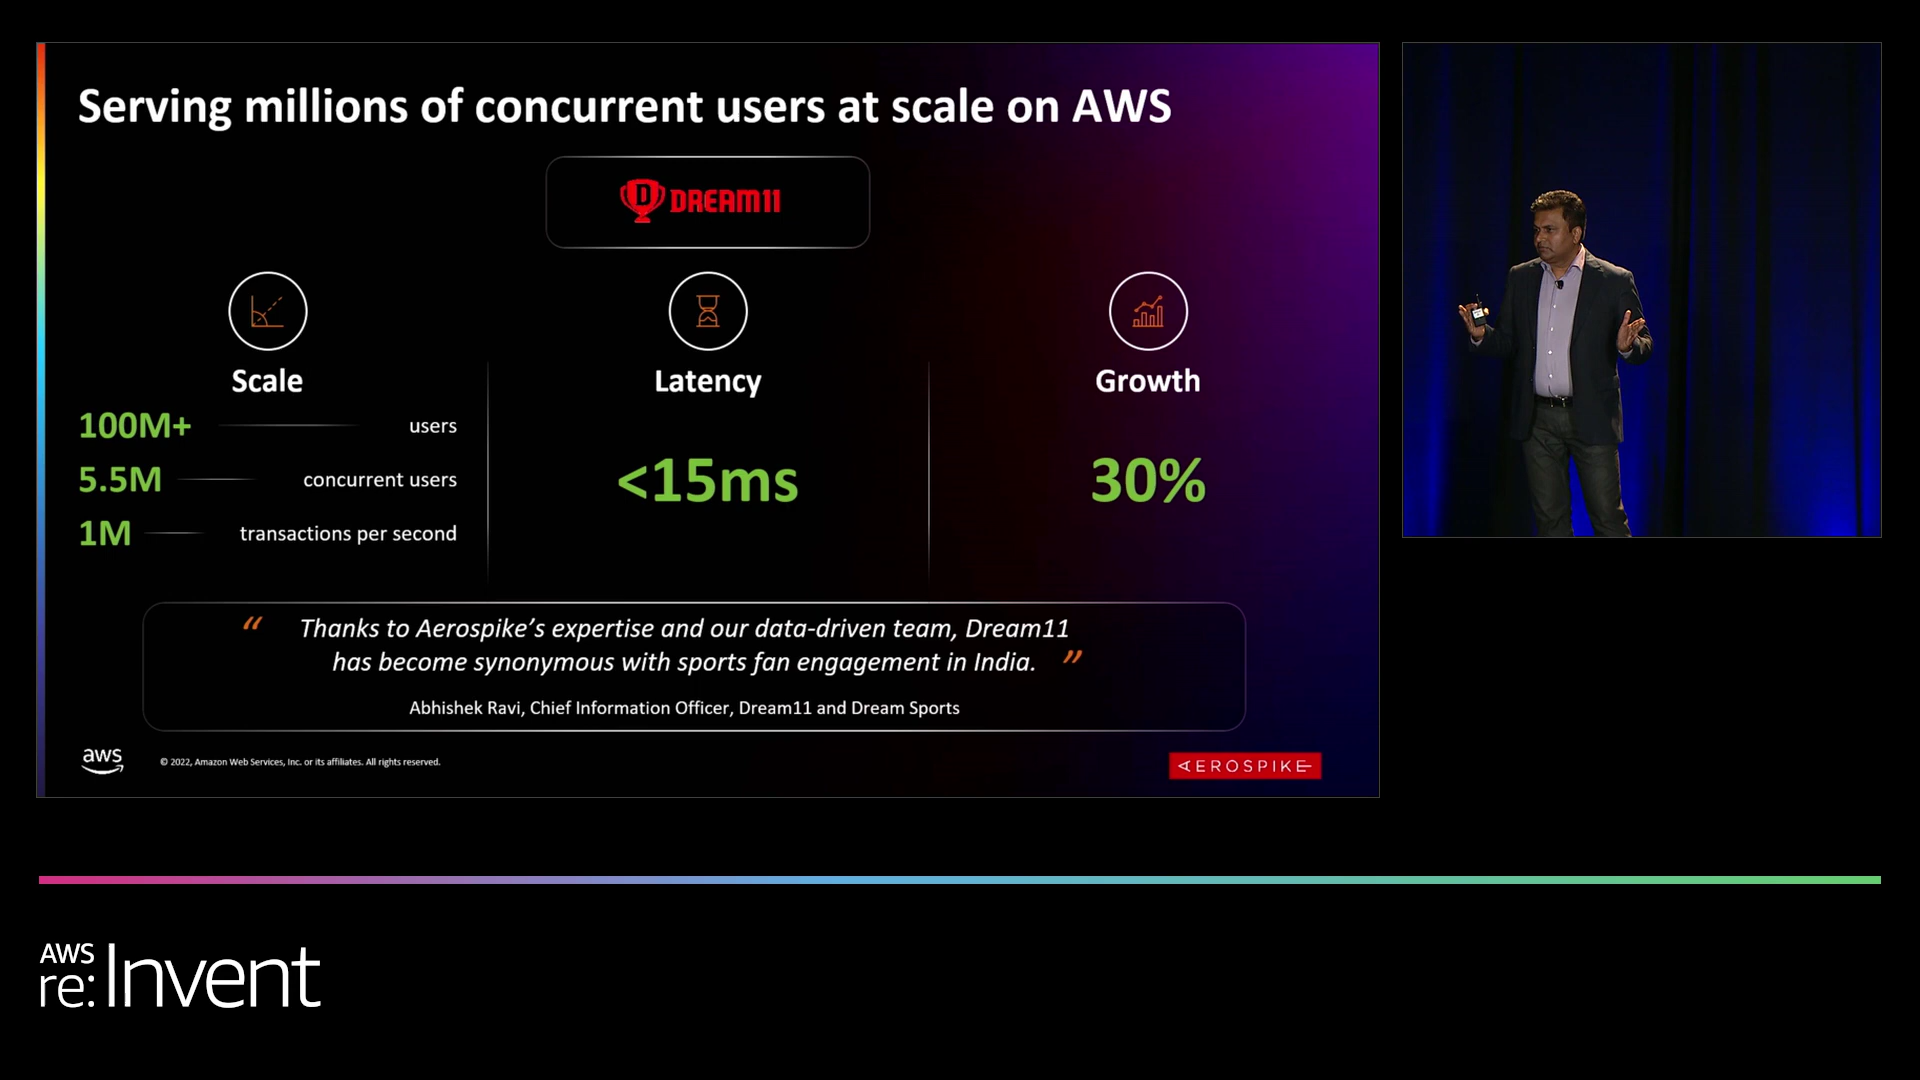 Serving millions of concurrent users at scale on AWS
D DREAM11
Scale
100M+ users
5.5M concurrent users
1M transactions per second
Latency
<15ms
Growth
30%
“ Thanks to Aerospike’s expertise and our data-driven team, Dream11
has become synonymous with sports fan engagement in India. ”
Abhishek Ravi, Chief Information Officer, Dream11 and Dream Sports
aws
© 2022, Amazon Web Services, Inc. or its affiliates. All rights reserved.
AEROSPIKE
AWS
re:Invent